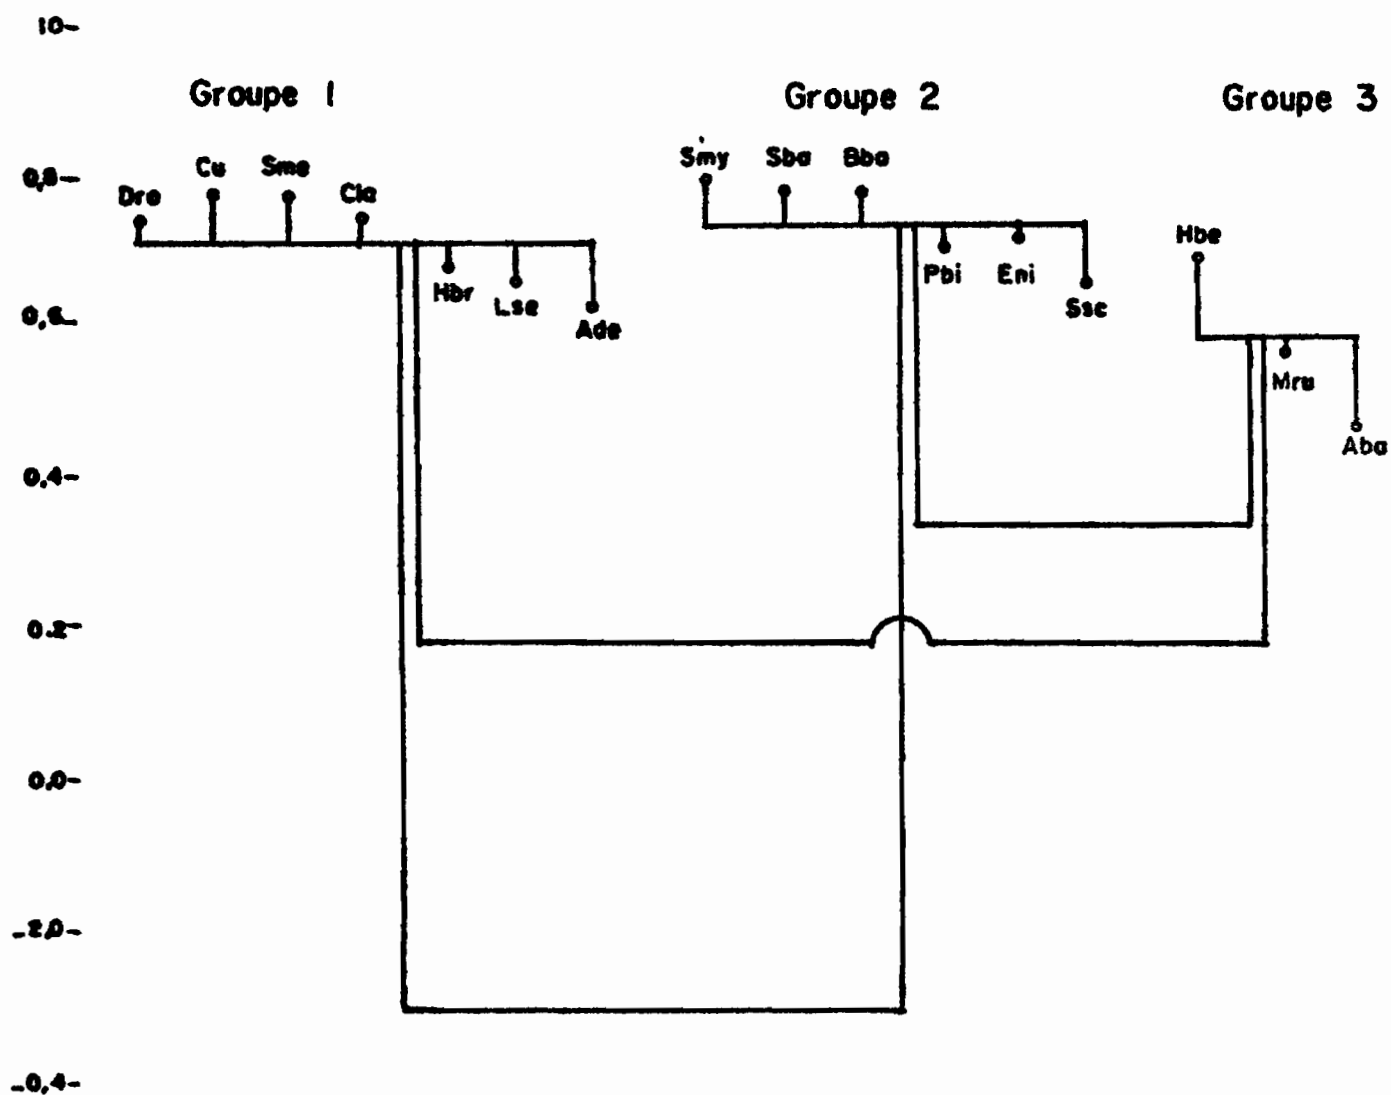 10-
Groupe 1
Groupe 2
Groupe 3
0,8-
Dro
Cu
Sme
Cla
Smy
Sba
Bba
Hbe
Hbr
Lse
Ade
Pbi
Eni
Ssc
0,6-
Mru
Aba
0,4-
0.2-
0,0-
-2,0-
-0,4-